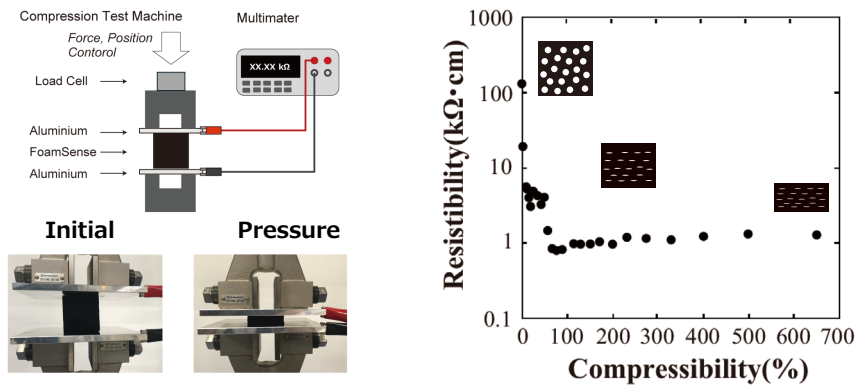 Compression Test Machine
Multimater
Force, Position
Contorol
XX.XX kΩ
Load Cell
Aluminium
FoamSense
Aluminium
Initial
Pressure
Resistibility(kΩ·cm)
1000
100
10
1
0.1
0 100 200 300 400 500 600 700
Compressibility(%)